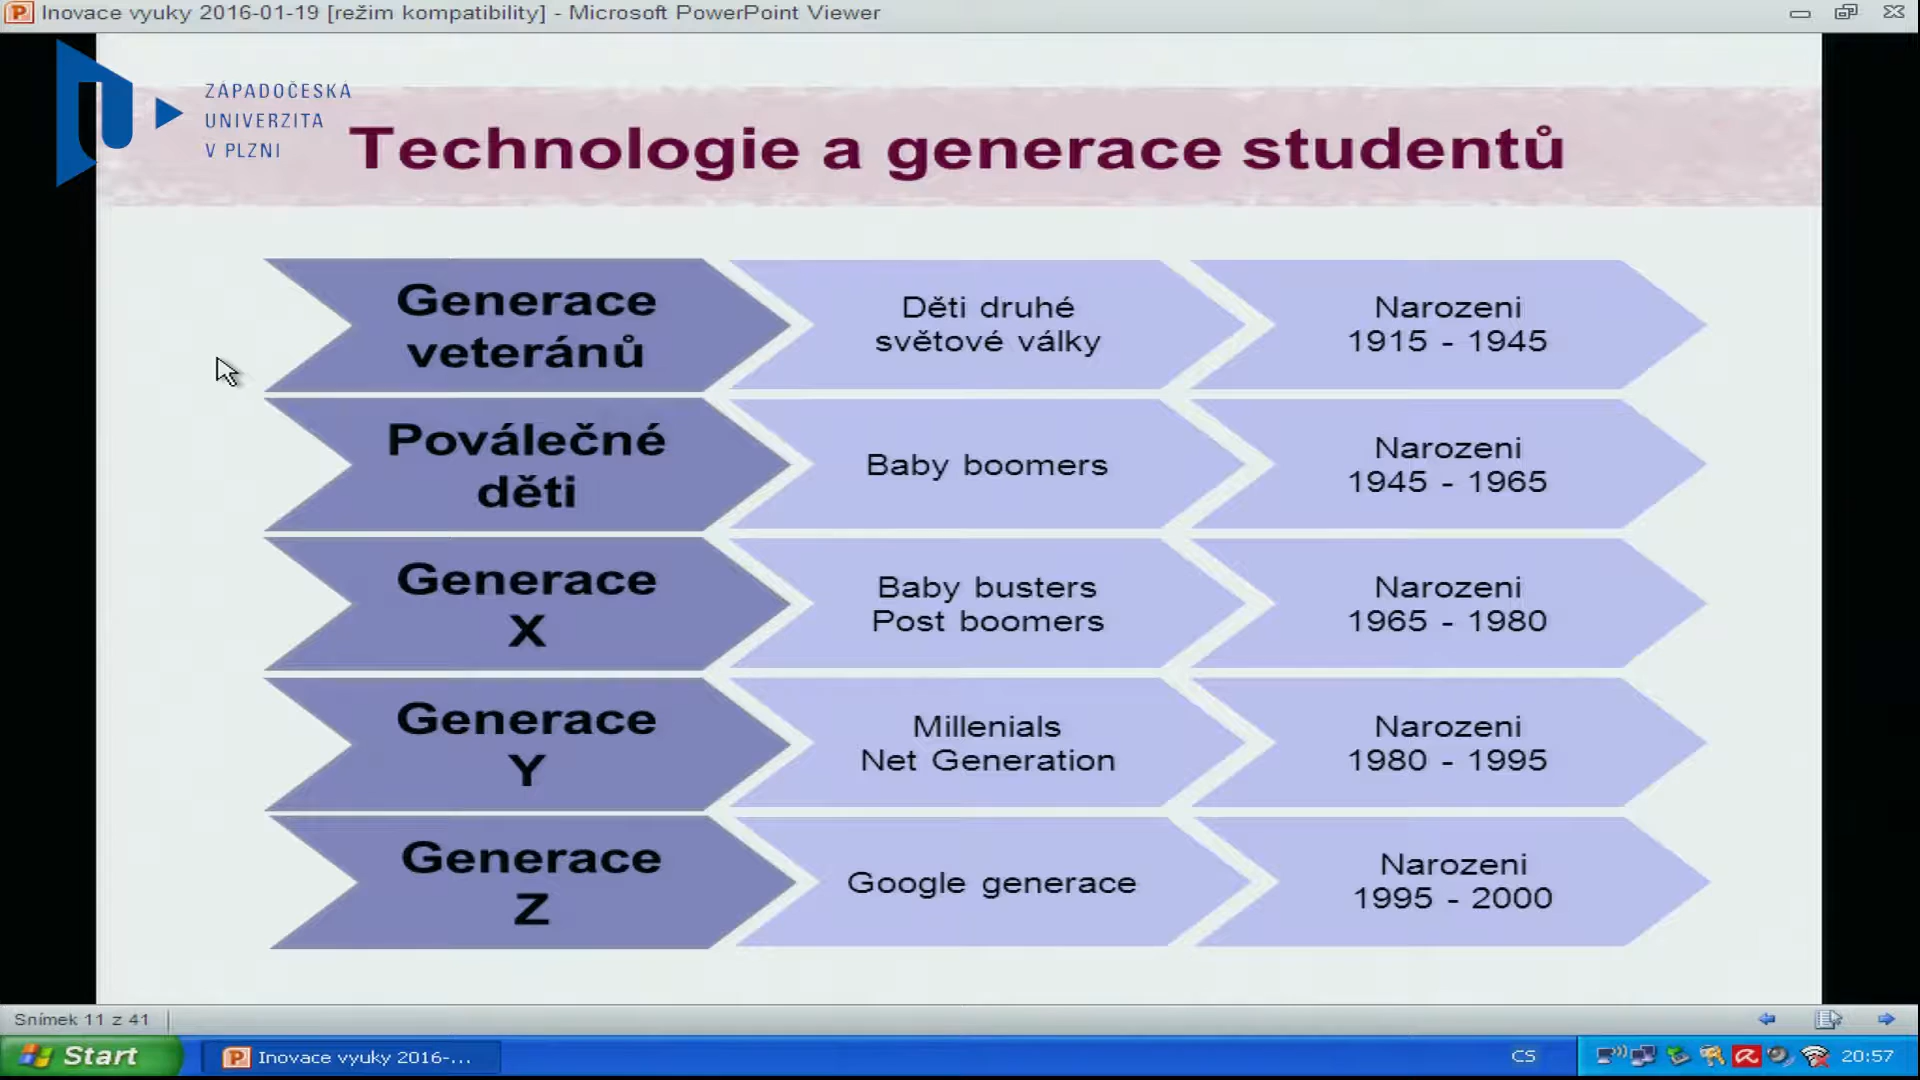 Inovace vyuky 2016-01-19 [režim kompatibility] - Microsoft PowerPoint Viewer
ZÁPADOČESKÁ
UNIVERZITA
V PLZNI
Technologie a generace studentů
Generace
veteránů
Děti druhé
světové války
Narozeni
1915 - 1945
Poválečné
děti
Baby boomers
Narozeni
1945 - 1965
Generace
X
Baby busters
Post boomers
Narozeni
1965 - 1980
Generace
Y
Millenials
Net Generation
Narozeni
1980 - 1995
Generace
Z
Google generace
Narozeni
1995 - 2000
Snímek 11 z 41
Start
Inovace vyuky 2016-...
CS
20:57